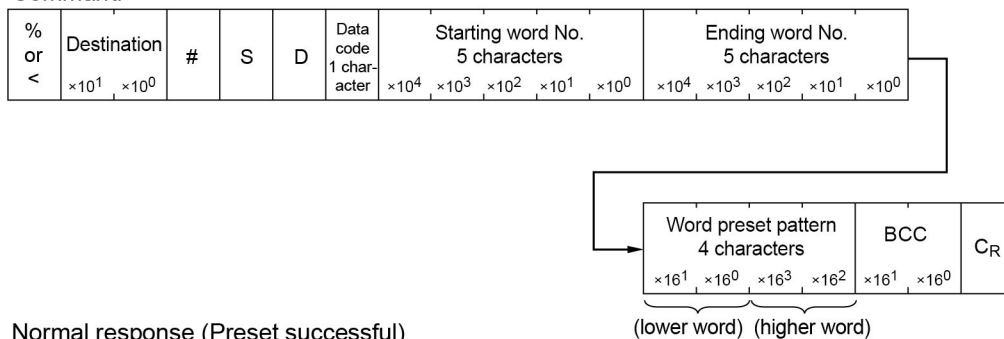 % or <
Destination
×10¹ ×10⁰
#
S
D
Data
code
1 char-
acter
Starting word No.
5 characters
×10⁴ ×10³ ×10² ×10¹ ×10⁰
Ending word No.
5 characters
×10⁴ ×10³ ×10² ×10¹ ×10⁰
Word preset pattern
4 characters
×16¹ ×16⁰ ×16³ ×16²
BCC
×16¹ ×16⁰
CR
(lower word) (higher word)
Normal response (Preset successful)